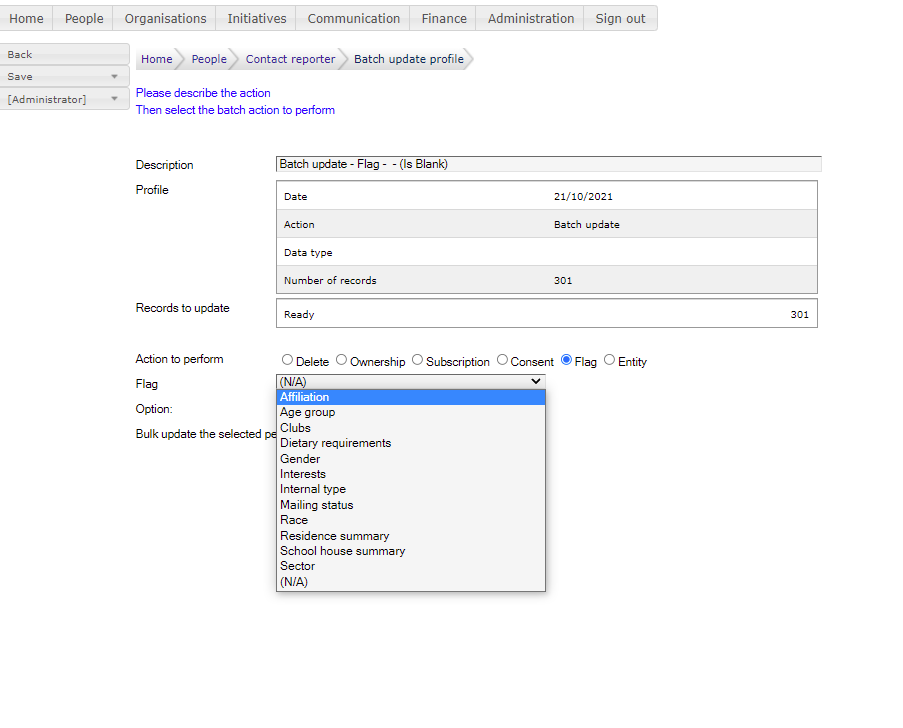 Home People Organisations Initiatives Communication Finance Administration Sign out
Back
Save
[Administrator]
Home People Contact reporter Batch update profile
Please describe the action
Then select the batch action to perform
Description Batch update - Flag -  - (Is Blank)
Profile
Date 21/10/2021
Action Batch update
Data type
Number of records 301
Records to update
Ready 301
Action to perform Delete Ownership Subscription Consent Flag Entity
Flag (N/A)
Option:
Bulk update the selected pe
Affiliation
Age group
Clubs
Dietary requirements
Gender
Interests
Internal type
Mailing status
Race
Residence summary
School house summary
Sector
(N/A)